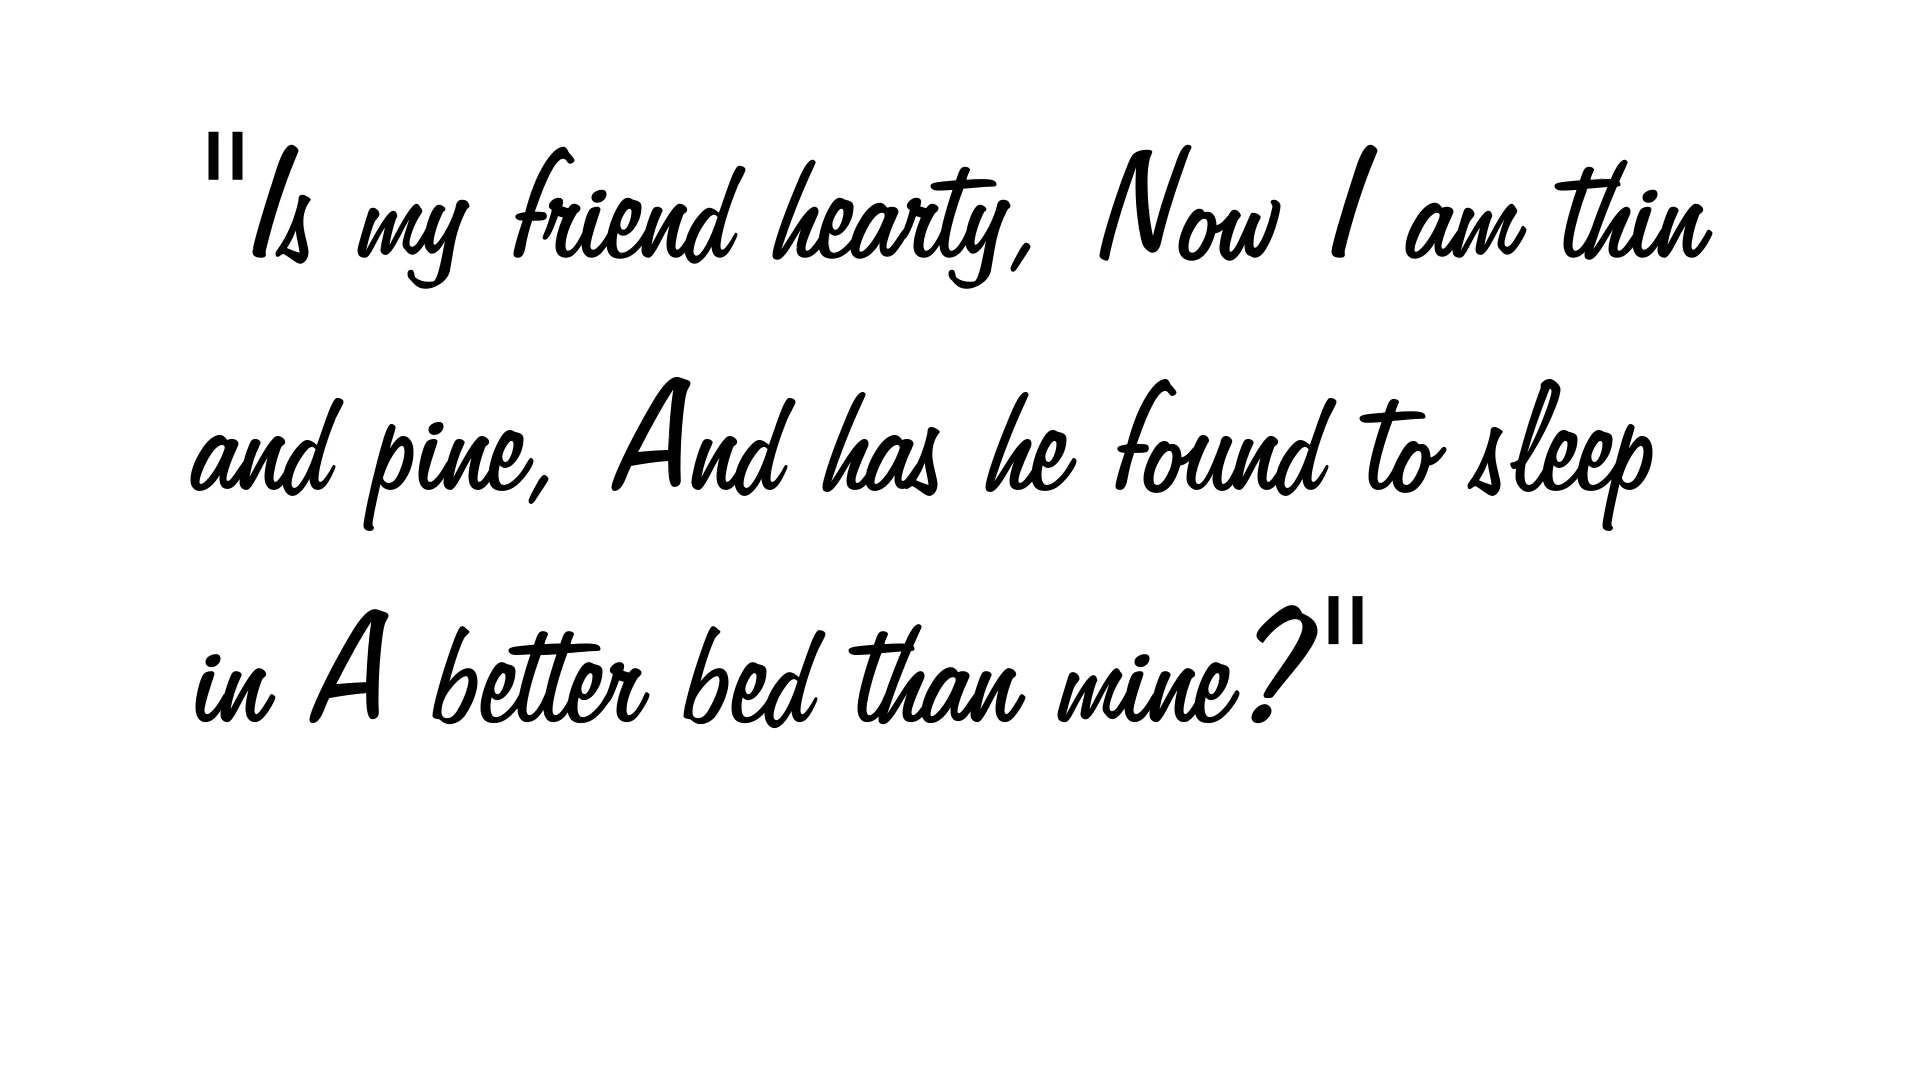 "Is my friend hearty, Now I am thin
and pine, And has he found to sleep
in A better bed than mine?"